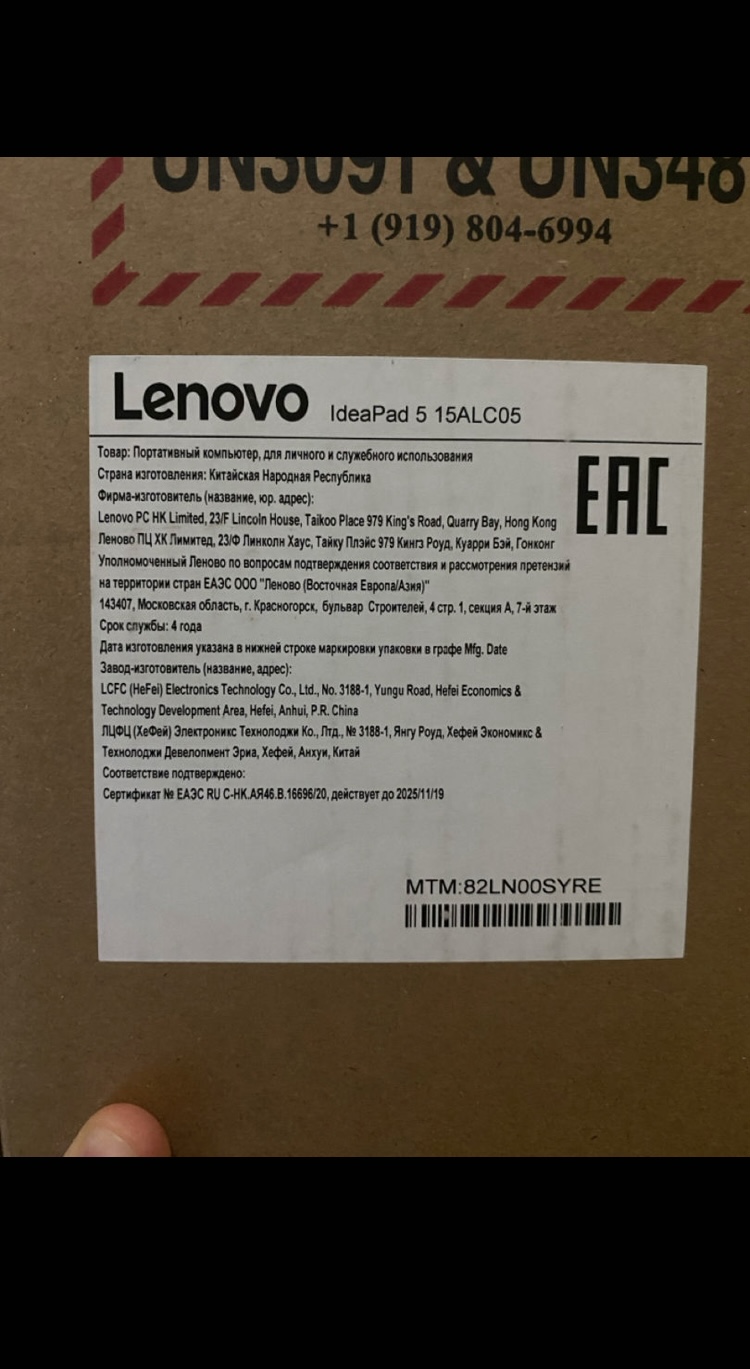 UN3091 & UN348
+1 (919) 804-6994
Lenovo IdeaPad 5 15ALC05
EAC
Товар: Портативный компьютер, для личного и служебного использования
Страна изготовления: Китайская Народная Республика
Фирма-изготовитель (название, юр. адрес):
Lenovo PC HK Limited, 23/F Lincoln House, Taikoo Place 979 King's Road, Quarry Bay, Hong Kong
Леново ПЦ ХК Лимитед, 23/Ф Линколн Хаус, Тайку Плэйс 979 Кингз Роуд, Куарри Бэй, Гонконг
Уполномоченный Леново по вопросам подтверждения соответствия и рассмотрения претензий
на территории стран ЕАЭС ООО "Леново (Восточная Европа/Азия)"
143407, Московская область, г. Красногорск, бульвар Строителей, 4 стр. 1, секция А, 7-й этаж
Срок службы: 4 года
Дата изготовления указана в нижней строке маркировки упаковки в графе Mfg. Date
Завод-изготовитель (название, адрес):
LCFC (HeFei) Electronics Technology Co., Ltd., No. 3188-1, Yungu Road, Hefei Economics &
Technology Development Area, Hefei, Anhui, P.R. China
ЛЦФЦ (ХеФей) Электроникс Технолоджи Ко., Лтд., № 3188-1, Янгу Роуд, Хефей Экономикс &
Технолоджи Девелопмент Эриа, Хефей, Анхуи, Китай
Соответствие подтверждено:
Сертификат № ЕАЭС RU С-НК.АЯ46.В.16696/20, действует до 2025/11/19
MTM:82LN00SYRE